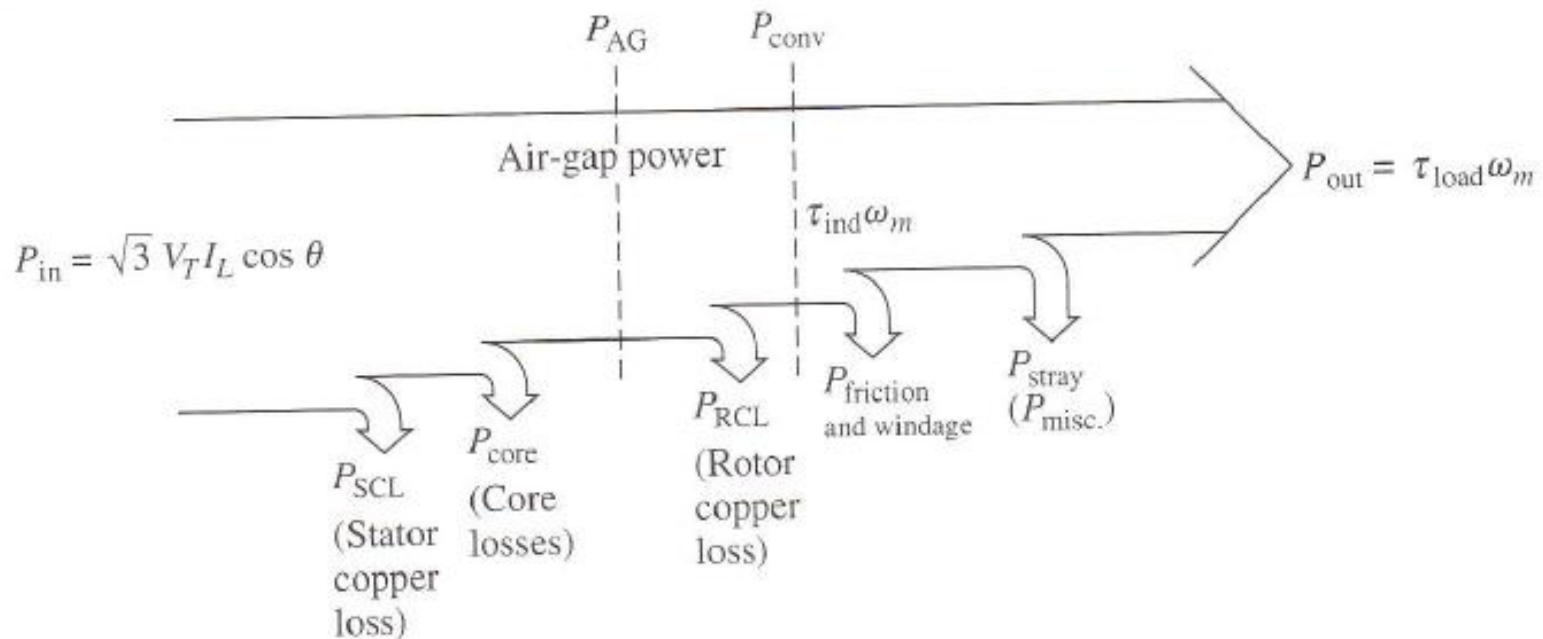 P_AG
P_conv
Air-gap power
P_out = τ_load ω_m
τ_ind ω_m
P_in = √3 V_T I_L cos θ
P_SCL
(Stator
copper
loss)
P_core
(Core
losses)
P_RCL
(Rotor
copper
loss)
P_friction
and windage
P_stray
(P_misc.)